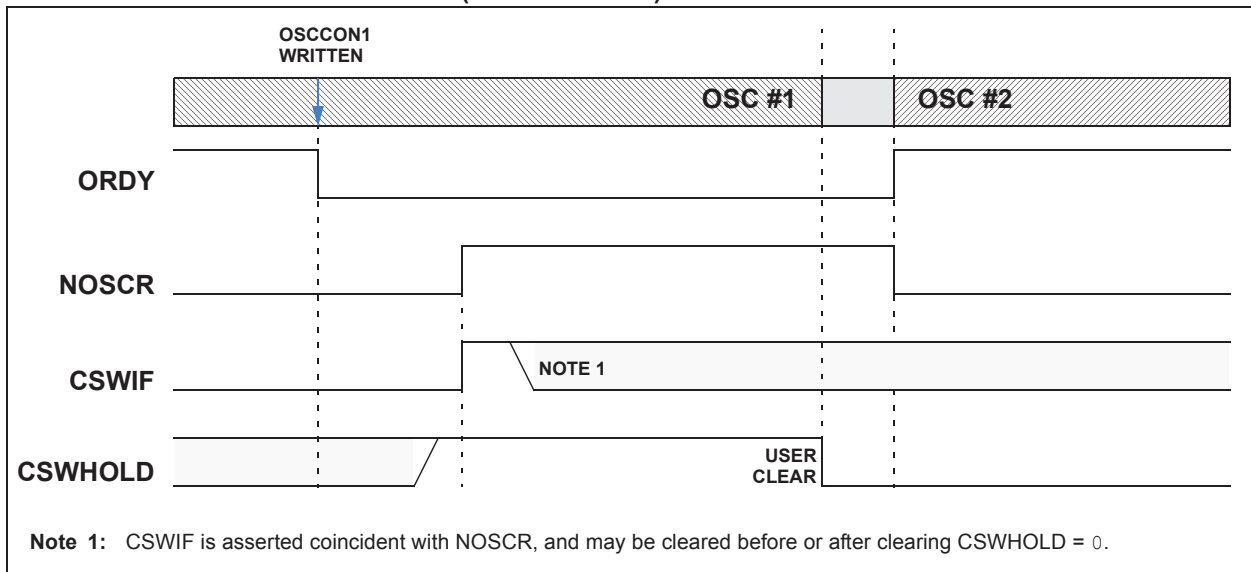 OSCCON1
WRITTEN
OSC #1
OSC #2
ORDY
NOSCR
CSWIF
NOTE 1
CSWHOLD
USER
CLEAR
Note 1: CSWIF is asserted coincident with NOSCR, and may be cleared before or after clearing CSWHOLD = 0.